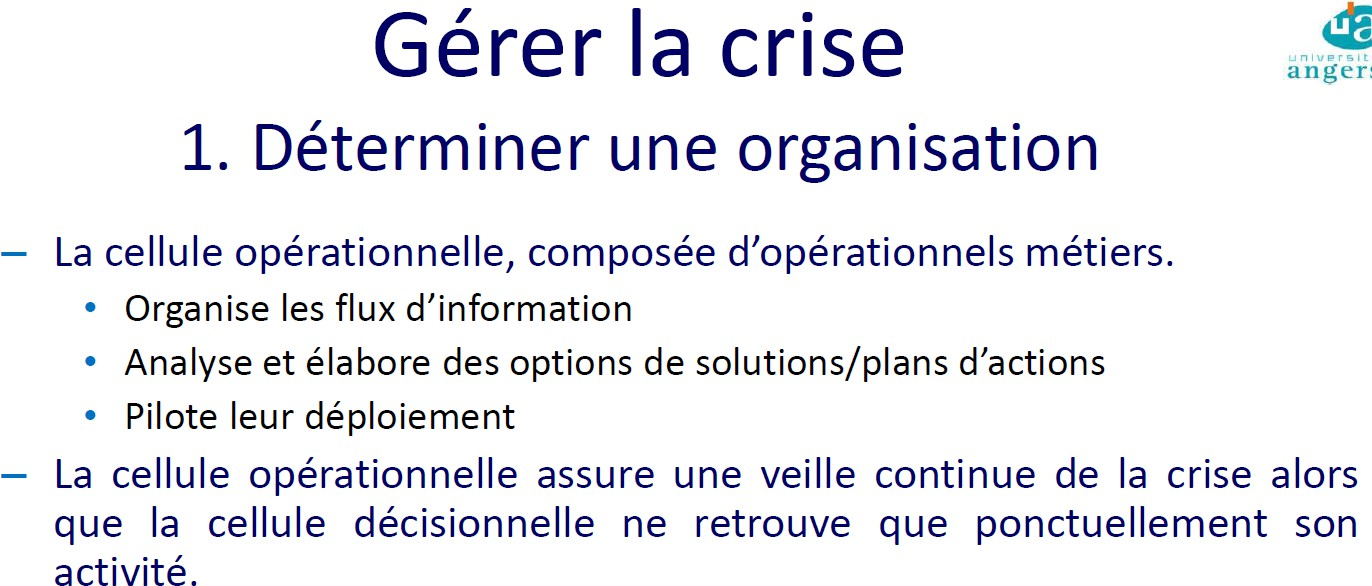 Gérer la crise
universit
angers
1. Déterminer une organisation
– La cellule opérationnelle, composée d’opérationnels métiers.
• Organise les flux d’information
• Analyse et élabore des options de solutions/plans d’actions
• Pilote leur déploiement
– La cellule opérationnelle assure une veille continue de la crise alors
que la cellule décisionnelle ne retrouve que ponctuellement son
activité.